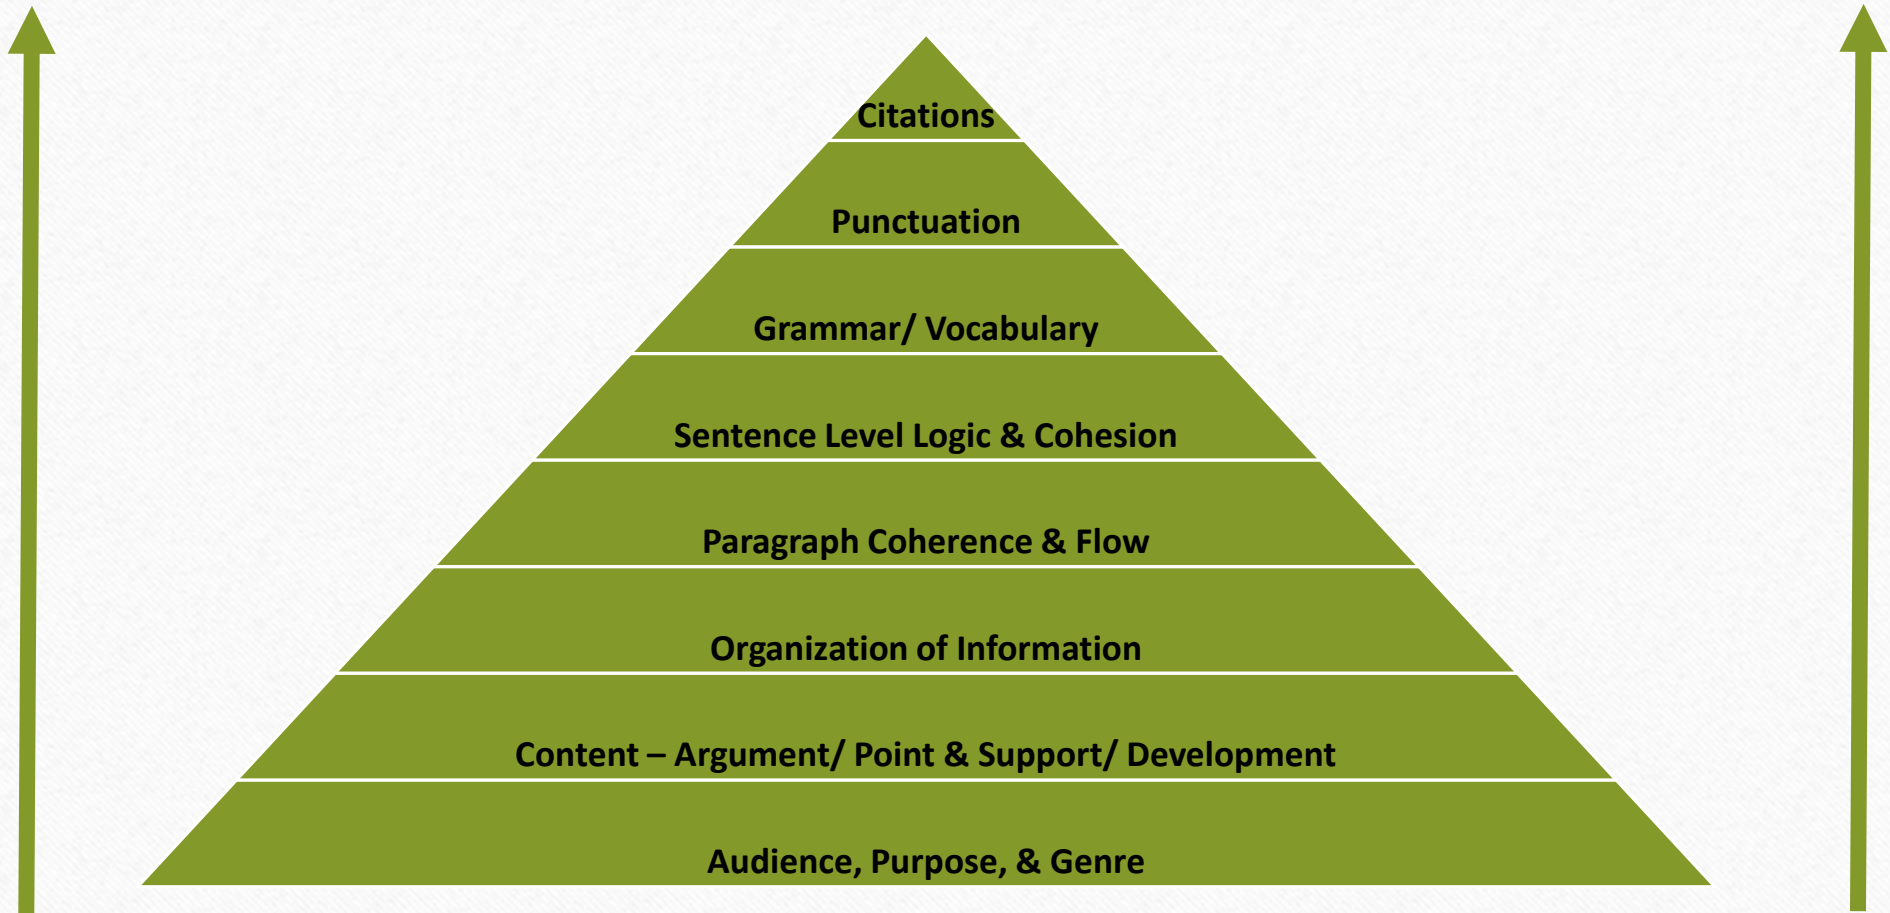 Citations
Punctuation
Grammar/ Vocabulary
Sentence Level Logic & Cohesion
Paragraph Coherence & Flow
Organization of Information
Content – Argument/ Point & Support/ Development
Audience, Purpose, & Genre